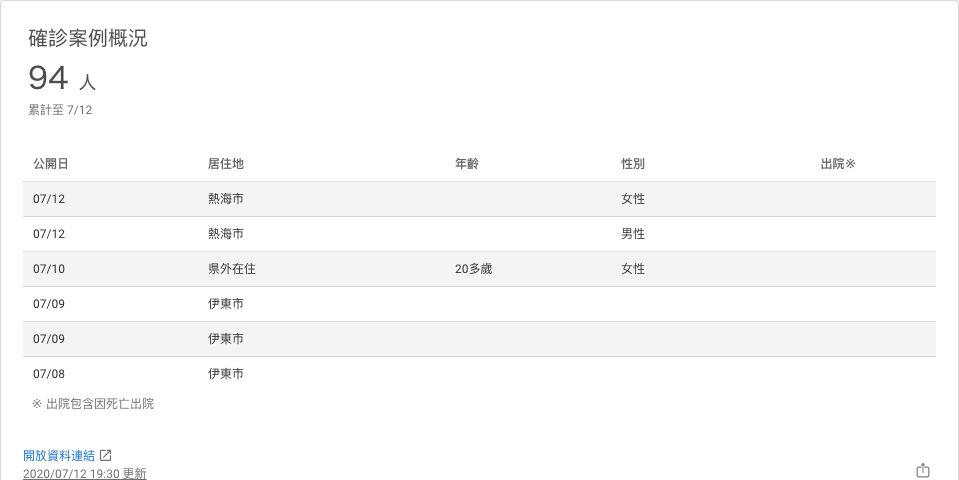 確診案例概況
94 人
累計至 7/12
公開日 居住地 年齡 性別 出院※
07/12 熱海市 女性
07/12 熱海市 男性
07/10 県外在住 20多歲 女性
07/09 伊東市
07/09 伊東市
07/08 伊東市
※ 出院包含因死亡出院
開放資料連結
2020/07/12 19:30 更新